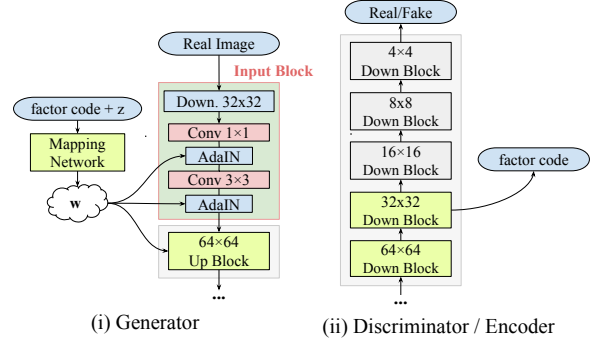 Real Image
Input Block
Down. 32x32
factor code + z
Conv 1×1
Mapping
Network
AdaIN
Conv 3×3
w
AdaIN
64×64
Up Block
...
(i) Generator
Real/Fake
4×4
Down Block
8x8
Down Block
16×16
Down Block
factor code
32x32
Down Block
64×64
Down Block
...
(ii) Discriminator / Encoder